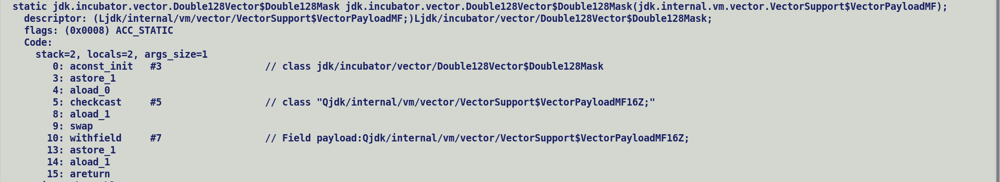 static jdk.incubator.vector.Double128Vector$Double128Mask jdk.incubator.vector.Double128Vector$Double128Mask(jdk.internal.vm.vector.VectorSupport$VectorPayloadMF);
descriptor: (Ljdk/internal/vm/vector/VectorSupport$VectorPayloadMF;)Ljdk/incubator/vector/Double128Vector$Double128Mask;
flags: (0x0008) ACC_STATIC
Code:
stack=2, locals=2, args_size=1
0: aconst_init #3 // class jdk/incubator/vector/Double128Vector$Double128Mask
3: astore_1
4: aload_0
5: checkcast #5 // class "Qjdk/internal/vm/vector/VectorSupport$VectorPayloadMF16Z;"
8: aload_1
9: swap
10: withfield #7 // Field payload:Qjdk/internal/vm/vector/VectorSupport$VectorPayloadMF16Z;
13: astore_1
14: aload_1
15: areturn